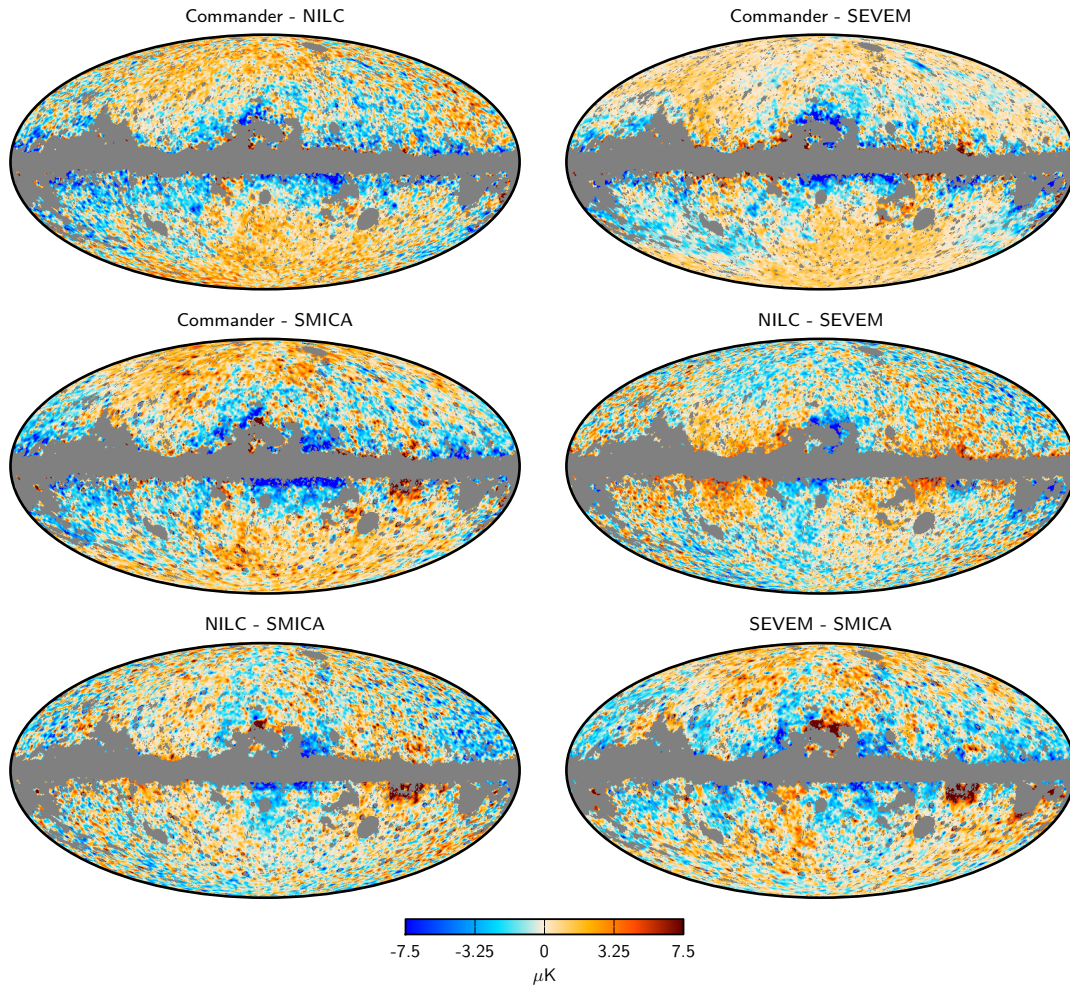 Commander - NILC
Commander - SEVEM
Commander - SMICA
NILC - SEVEM
NILC - SMICA
SEVEM - SMICA
-7.5 -3.25 0 3.25 7.5
μK